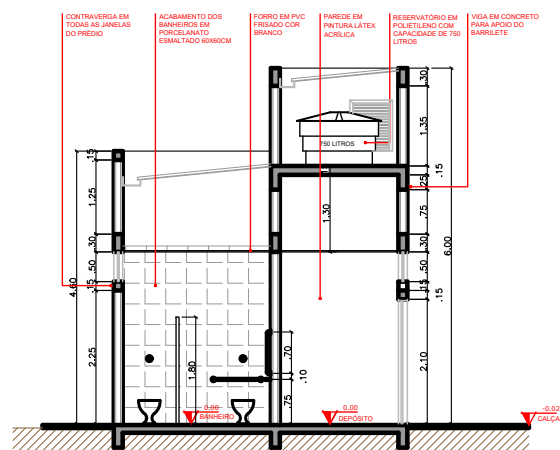 CONTRAVERGA EM
TODAS AS JANELAS
DO PRÉDIO
ACABAMENTO DOS
BANHEIROS EM
PORCELANATO
ESMALTADO 60X60CM
FORRO EM PVC
FRISADO COR
BRANCO
PAREDE EM
PINTURA LÁTEX
ACRÍLICA
RESERVATÓRIO EM
POLIETILENO COM
CAPACIDADE DE 750
LITROS
VIGA EM CONCRETO
PARA APOIO DO
BARRILETE
.30
1.35
750 LITROS
.15
.15
.25
1.30
1.25
.75
.30
.30
6.00
.50
.50
4.60
.15
.15
.15
2.25
1.80
.70
.10
.75
2.10
0.00
BANHEIRO
0.00
DEPÓSITO
-0.02
CALÇA